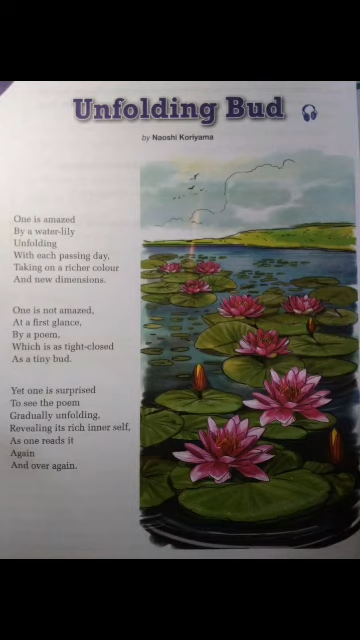 Unfolding Bud
by Naoshi Koriyama
One is amazed
By a water-lily
Unfolding
With each passing day,
Taking on a richer colour
And new dimensions.
One is not amazed,
At a first glance,
By a poem,
Which is as tight-closed
As a tiny bud.
Yet one is surprised
To see the poem
Gradually unfolding,
Revealing its rich inner self,
As one reads it
Again
And over again.